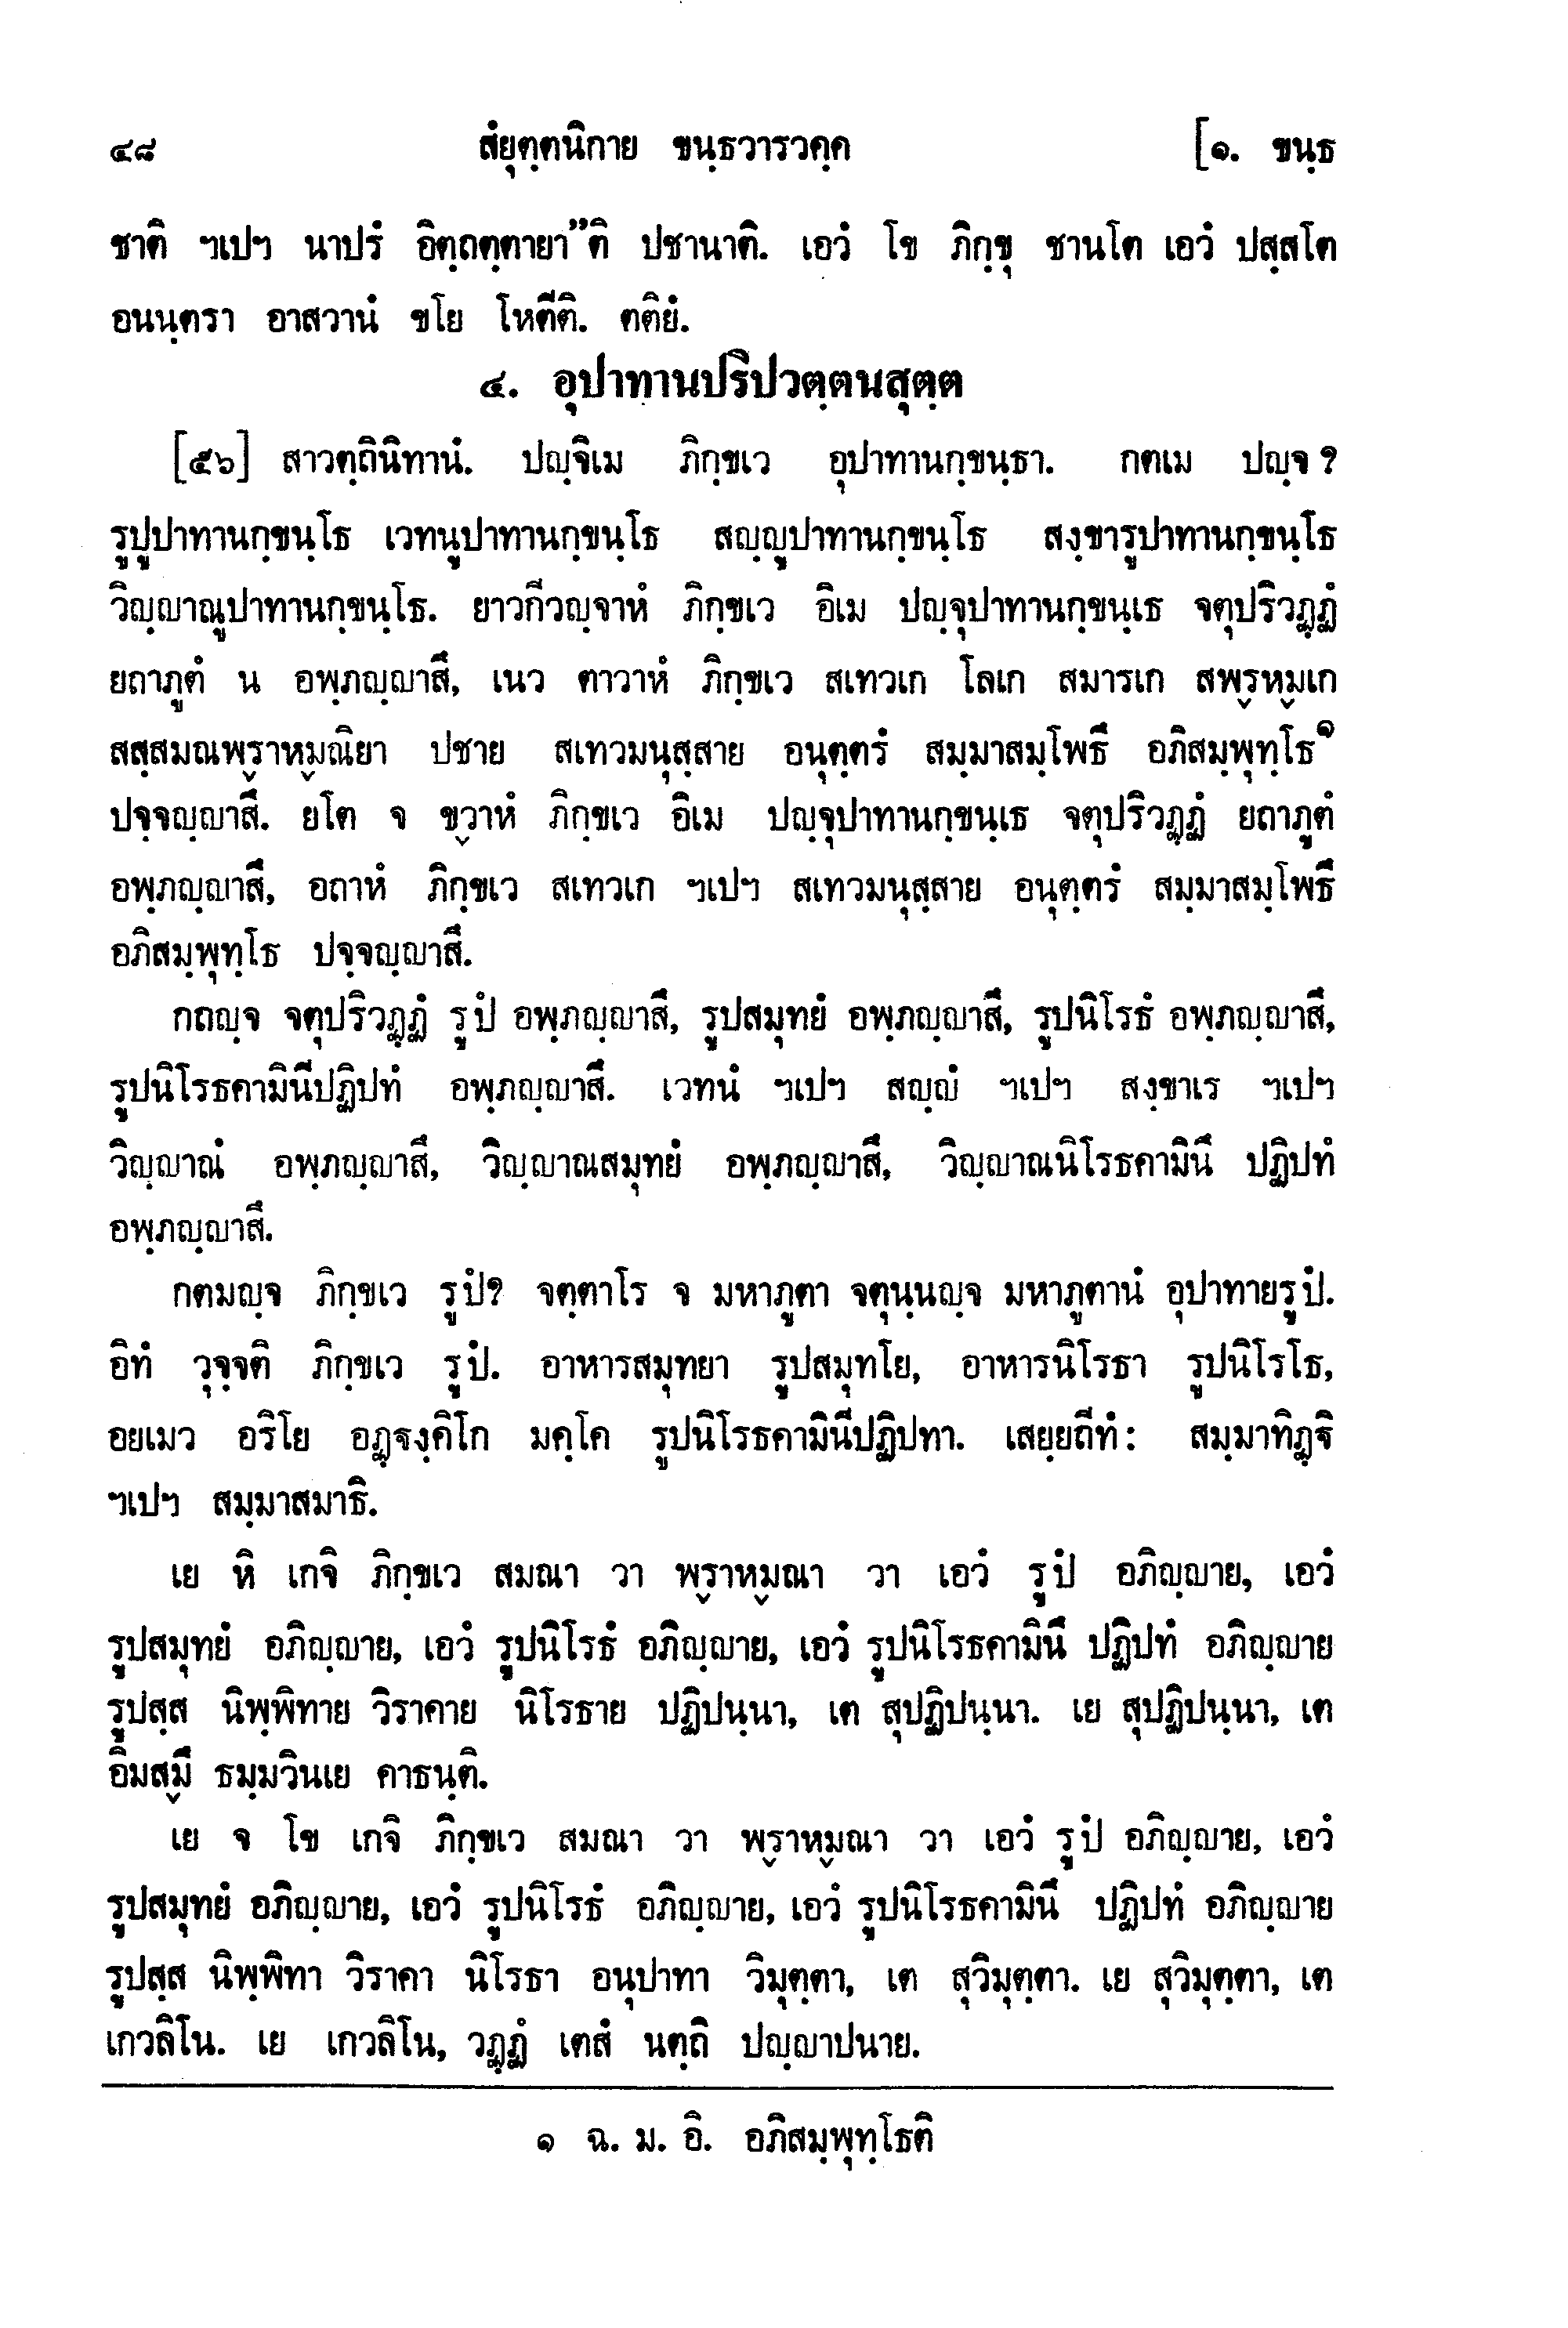 ๔๘ สํยุตฺตนิกาย ขนฺธวารวคฺค [๑. ขนฺธ
ชาติ ฯเปฯ นาปรํ อิตฺถตฺตายา”ติ ปชานาติ. เอวํ โข ภิกฺขุ ชานโต เอวํ ปสฺสโต
อนนฺตรา อาสวานํ ขโย โหตีติ. ตติยํ.
๔. อุปาทานปริปวตฺตนสุตฺต
[๕๖] สาวตฺถินิทานํ. ปญฺจิเม ภิกฺขเว อุปาทานกฺขนฺธา. กตเม ปญฺจ ?
รูปูปาทานกฺขนฺโธ เวทนูปาทานกฺขนฺโธ สญฺญูปาทานกฺขนฺโธ สงฺขารูปาทานกฺขนฺโธ
วิญฺญาณูปาทานกฺขนฺโธ. ยาวกีวญฺจาหํ ภิกฺขเว อิเม ปญฺจุปาทานกฺขนฺเธ จตุปริวฏฺฏํ
ยถาภูตํ น อพฺภญฺญาสึ, เนว ตาวาหํ ภิกฺขเว สเทวเก โลเก สมารเก สพฺรหฺมเก
สสฺสมณพฺราหฺมณิยา ปชาย สเทวมนุสฺสาย อนุตฺตรํ สมฺมาสมฺโพธึ อภิสมฺพุทฺโธ๑
ปจฺจญฺญาสึ. ยโต จ ขฺวาหํ ภิกฺขเว อิเม ปญฺจุปาทานกฺขนฺเธ จตุปริวฏฺฏํ ยถาภูตํ
อพฺภญฺญาสึ, อถาหํ ภิกฺขเว สเทวเก ฯเปฯ สเทวมนุสฺสาย อนุตฺตรํ สมฺมาสมฺโพธึ
อภิสมฺพุทฺโธ ปจฺจญฺญาสึ.
กถญฺจ จตุปริวฏฺฏํ รูปํ อพฺภญฺญาสึ, รูปสมุทยํ อพฺภญฺญาสึ, รูปนิโรธํ อพฺภญฺญาสึ,
รูปนิโรธคามินีปฏิปทํ อพฺภญฺญาสึ. เวทนํ ฯเปฯ สญฺญํ ฯเปฯ สงฺขาเร ฯเปฯ
วิญฺญาณํ อพฺภญฺญาสึ, วิญฺญาณสมุทยํ อพฺภญฺญาสึ, วิญฺญาณนิโรธคามินึ ปฏิปทํ
อพฺภญฺญาสึ.
กตมญฺจ ภิกฺขเว รูปํ? จตฺตาโร จ มหาภูตา จตุนฺนญฺจ มหาภูตานํ อุปาทายรูปํ.
อิทํ วุจฺจติ ภิกฺขเว รูปํ. อาหารสมุทยา รูปสมุทโย, อาหารนิโรธา รูปนิโรโธ,
อยเมว อริโย อฏฺฐงฺคิโก มคฺโค รูปนิโรธคามินีปฏิปทา. เสยฺยถีทํ: สมฺมาทิฏฺฐิ
ฯเปฯ สมฺมาสมาธิ.
เย หิ เกจิ ภิกฺขเว สมณา วา พฺราหฺมณา วา เอวํ รูปํ อภิญฺญาย, เอวํ
รูปสมุทยํ อภิญฺญาย, เอวํ รูปนิโรธํ อภิญฺญาย, เอวํ รูปนิโรธคามินึ ปฏิปทํ อภิญฺญาย
รูปสฺส นิพฺพิทาย วิราคาย นิโรธาย ปฏิปนฺนา, เต สุปฏิปนฺนา. เย สุปฏิปนฺนา, เต
อิมสฺมึ ธมฺมวินเย คาธนฺติ.
เย จ โข เกจิ ภิกฺขเว สมณา วา พฺราหฺมณา วา เอวํ รูปํ อภิญฺญาย, เอวํ
รูปสมุทยํ อภิญฺญาย, เอวํ รูปนิโรธํ อภิญฺญาย, เอวํ รูปนิโรธคามินึ ปฏิปทํ อภิญฺญาย
รูปสฺส นิพฺพิทา วิราคา นิโรธา อนุปาทา วิมุตฺตา, เต สุวิมุตฺตา. เย สุวิมุตฺตา, เต
เกวลิโน. เย เกวลิโน, วฏฺฏํ เตสํ นตฺถิ ปญฺญาปนาย.
๑ ฉ. ม. อิ. อภิสมฺพุทฺโธติ